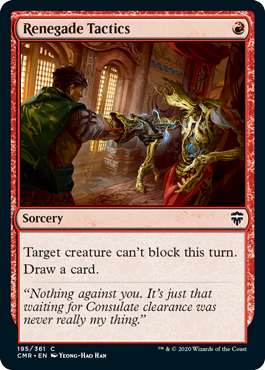 Renegade Tactics
Sorcery
Target creature can't block this turn.
Draw a card.
“Nothing against you. It's just that
waiting for Consulate clearance was
never really my thing.”
195/361 C
CMR • EN Yeong-Hao Han
™ & © 2020 Wizards of the Coast